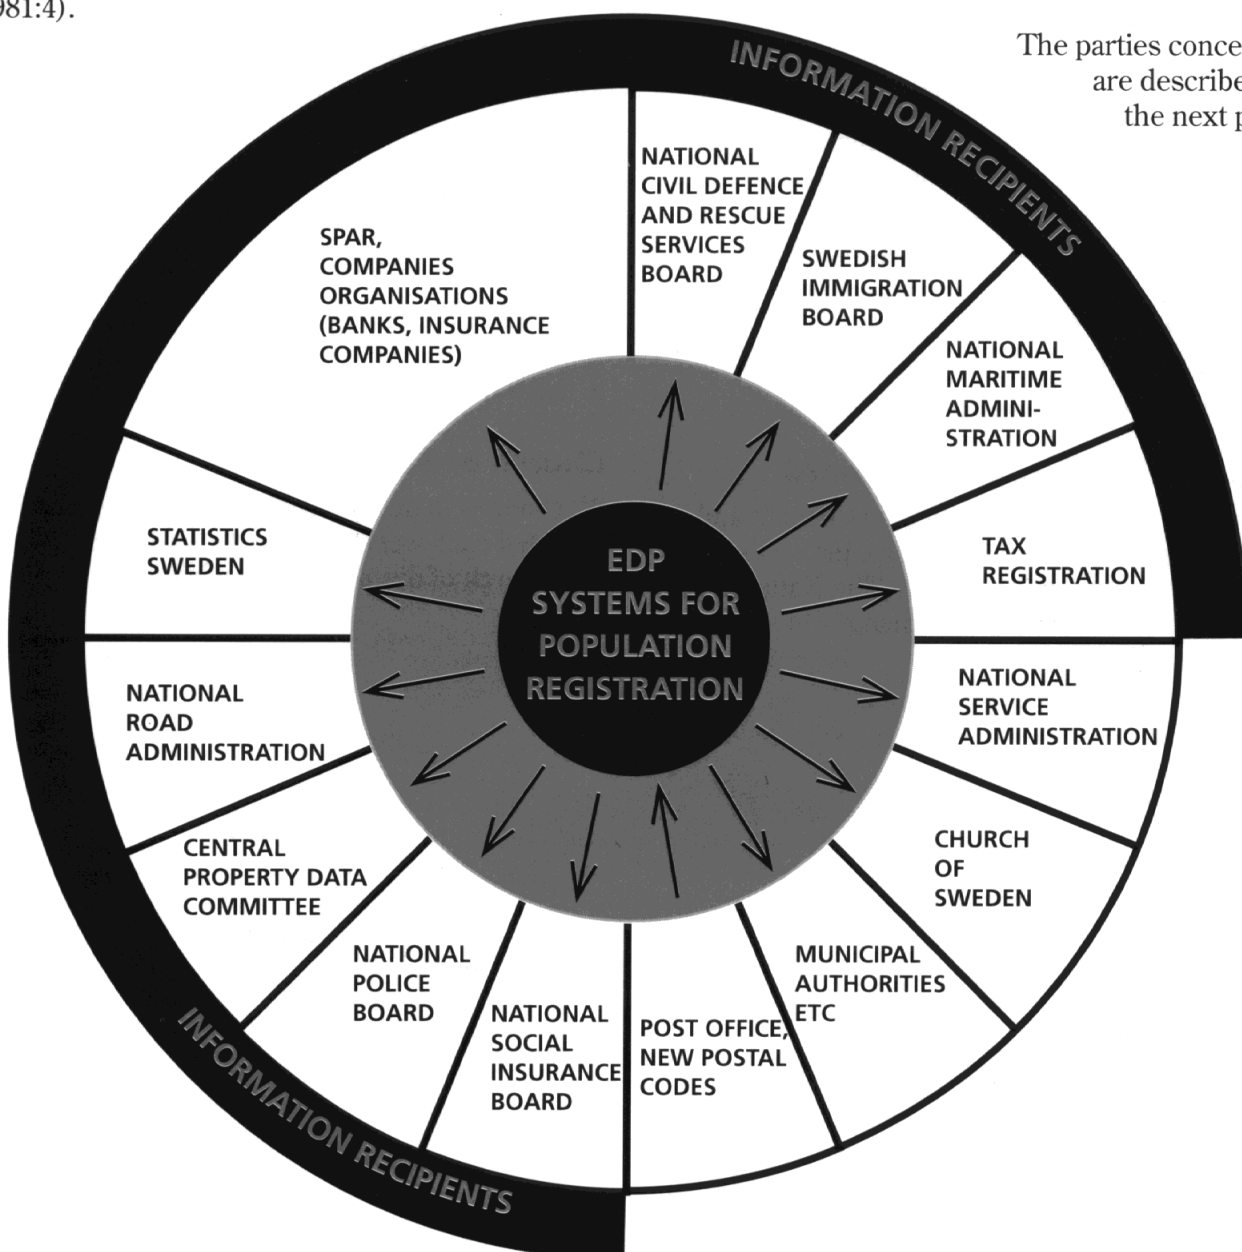 981:4).
The parties conce
are describe
the next p
INFORMATION RECIPIENTS
NATIONAL
CIVIL DEFENCE
AND RESCUE
SERVICES
BOARD
SWEDISH
IMMIGRATION
BOARD
NATIONAL
MARITIME
ADMINI-
STRATION
TAX
REGISTRATION
NATIONAL
SERVICE
ADMINISTRATION
CHURCH
OF
SWEDEN
MUNICIPAL
AUTHORITIES
ETC
POST OFFICE,
NEW POSTAL
CODES
NATIONAL
SOCIAL
INSURANCE
BOARD
NATIONAL
POLICE
BOARD
CENTRAL
PROPERTY DATA
COMMITTEE
NATIONAL
ROAD
ADMINISTRATION
STATISTICS
SWEDEN
SPAR,
COMPANIES
ORGANISATIONS
(BANKS, INSURANCE
COMPANIES)
EDP
SYSTEMS FOR
POPULATION
REGISTRATION
INFORMATION RECIPIENTS